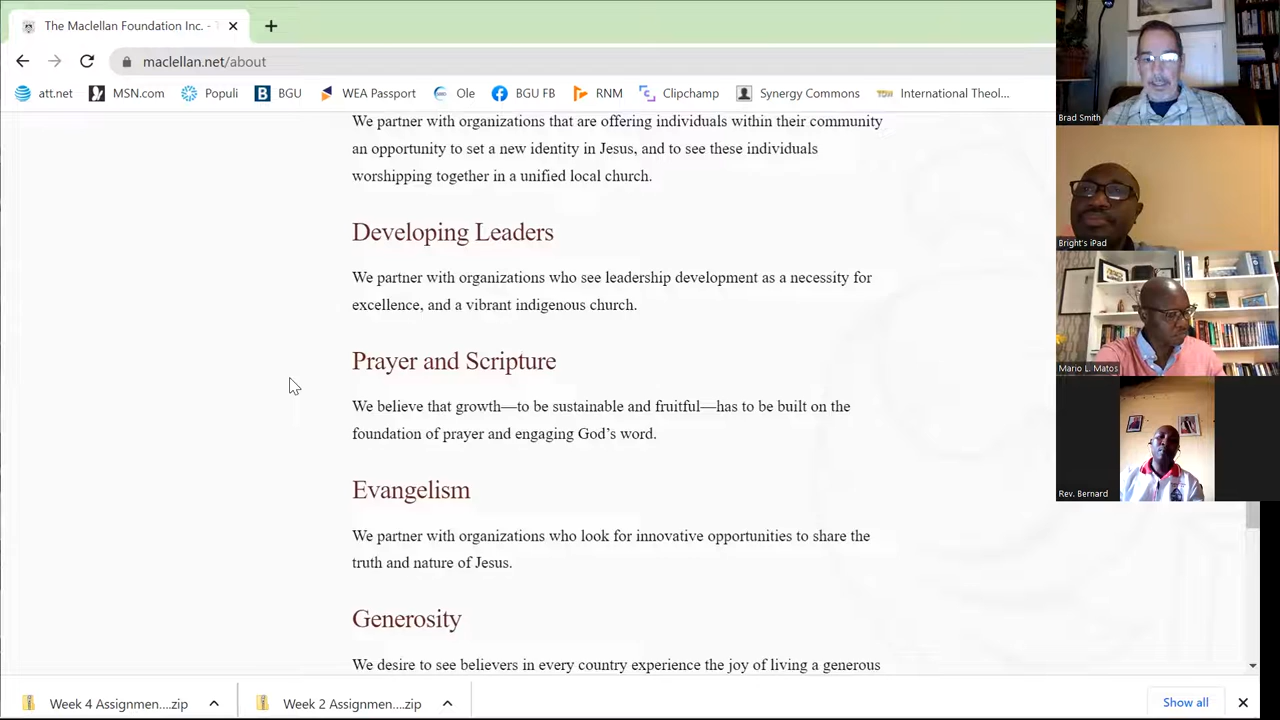 The Maclellan Foundation Inc. -
maclellan.net/about
att.net
MSN.com
Populi
BGU
WEA Passport
Ole
BGU FB
RNM
Clipchamp
Synergy Commons
International Theol...
We partner with organizations that are offering individuals within their community
an opportunity to set a new identity in Jesus, and to see these individuals
worshipping together in a unified local church.
Developing Leaders
We partner with organizations who see leadership development as a necessity for
excellence, and a vibrant indigenous church.
Prayer and Scripture
We believe that growth—to be sustainable and fruitful—has to be built on the
foundation of prayer and engaging God’s word.
Evangelism
We partner with organizations who look for innovative opportunities to share the
truth and nature of Jesus.
Generosity
We desire to see believers in every country experience the joy of living a generous
Week 4 Assignmen....zip
Week 2 Assignmen....zip
Show all
Brad Smith
Bright's iPad
Mario L. Matos
Rev. Bernard